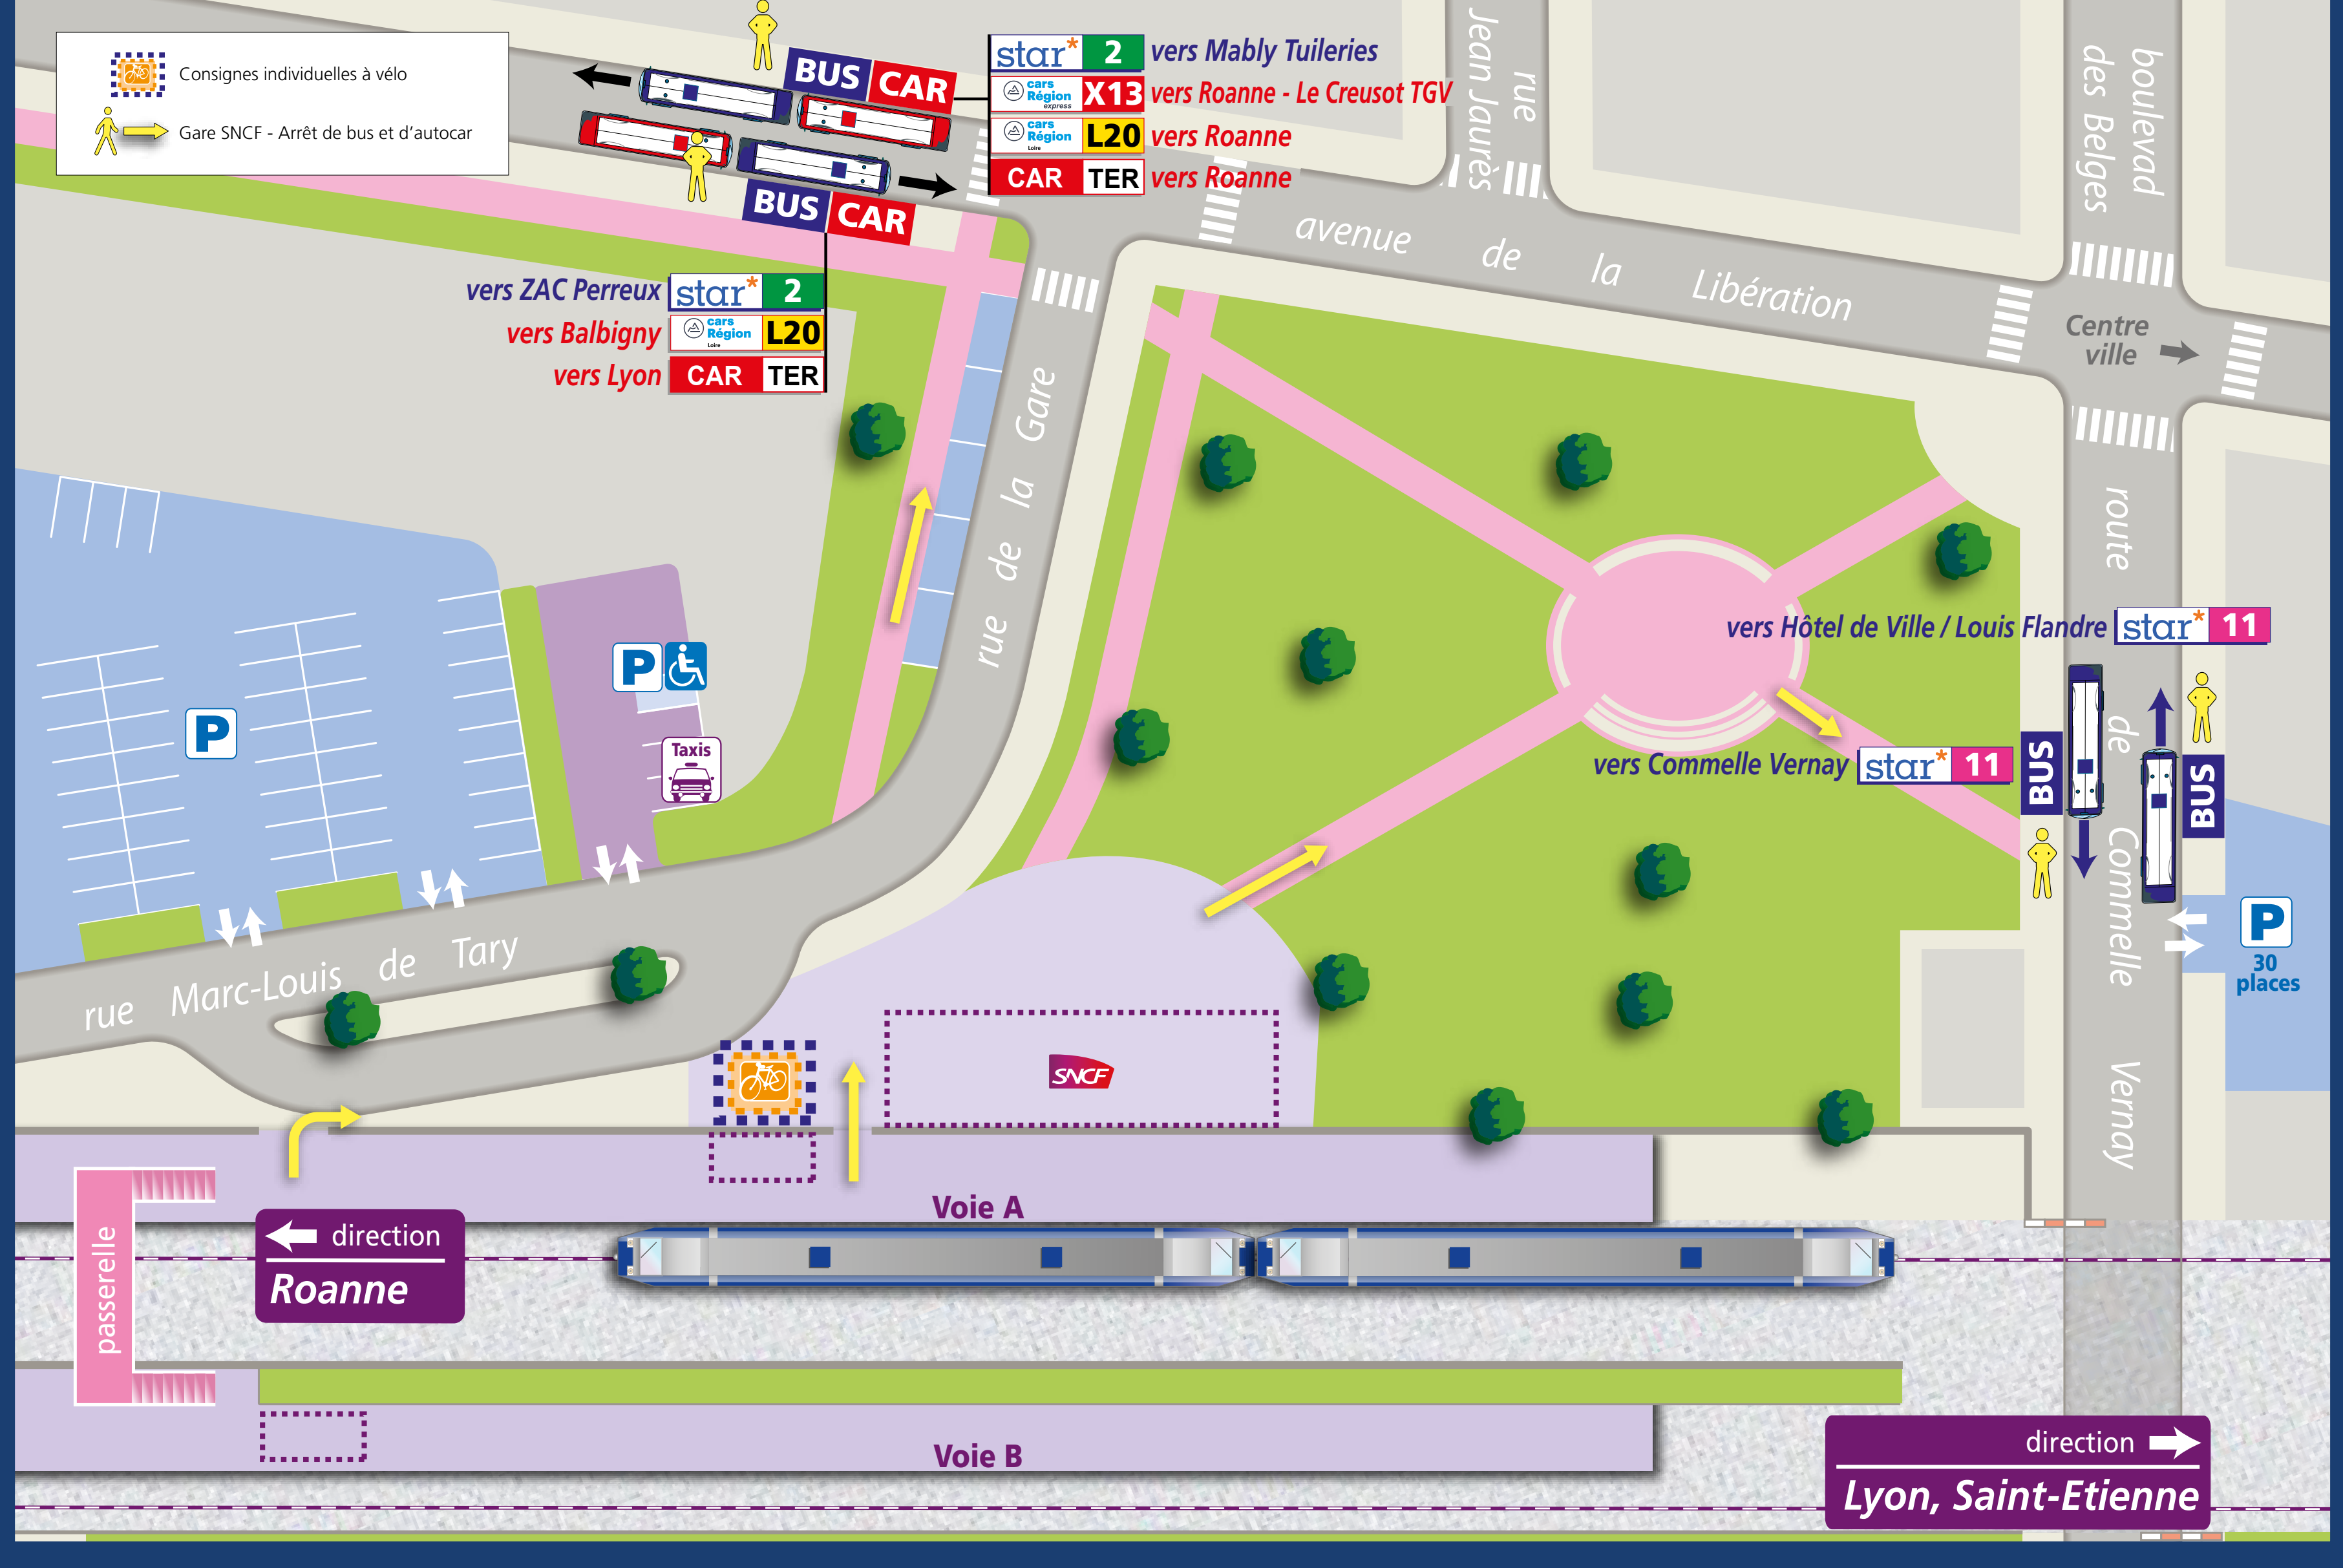 Consignes individuelles à vélo
Gare SNCF - Arrêt de bus et d'autocar
BUS CAR
star* 2 vers Mably Tuileries
cars Région express X13 vers Roanne - Le Creusot TGV
cars Région Loire L20 vers Roanne
CAR TER vers Roanne
BUS CAR
vers ZAC Perreux star* 2
vers Balbigny cars Région Loire L20
vers Lyon CAR TER
rue
Jean Jaurès
boulevad
des Belges
avenue de la Libération
Centre
ville
rue de la Gare
route de Commelle Vernay
vers Hôtel de Ville / Louis Flandre star* 11
vers Commelle Vernay star* 11
BUS
BUS
P
30
places
P
P
Taxis
rue Marc-Louis de Tary
SNCF
Voie A
passerelle
direction
Roanne
Voie B
direction
Lyon, Saint-Etienne